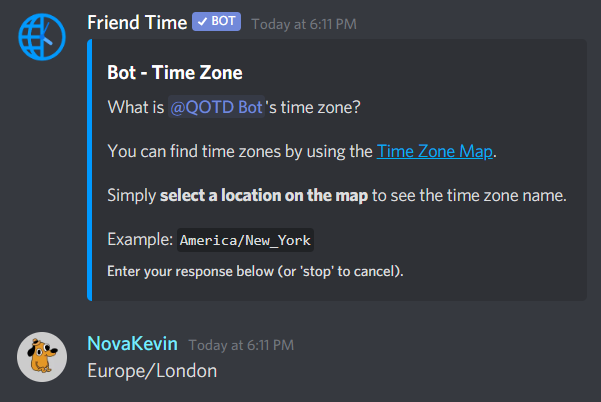 Friend Time ✓ BOT Today at 6:11 PM
Bot - Time Zone
What is @QOTD Bot's time zone?
You can find time zones by using the Time Zone Map.
Simply select a location on the map to see the time zone name.
Example: America/New_York
Enter your response below (or 'stop' to cancel).
NovaKevin Today at 6:11 PM
Europe/London